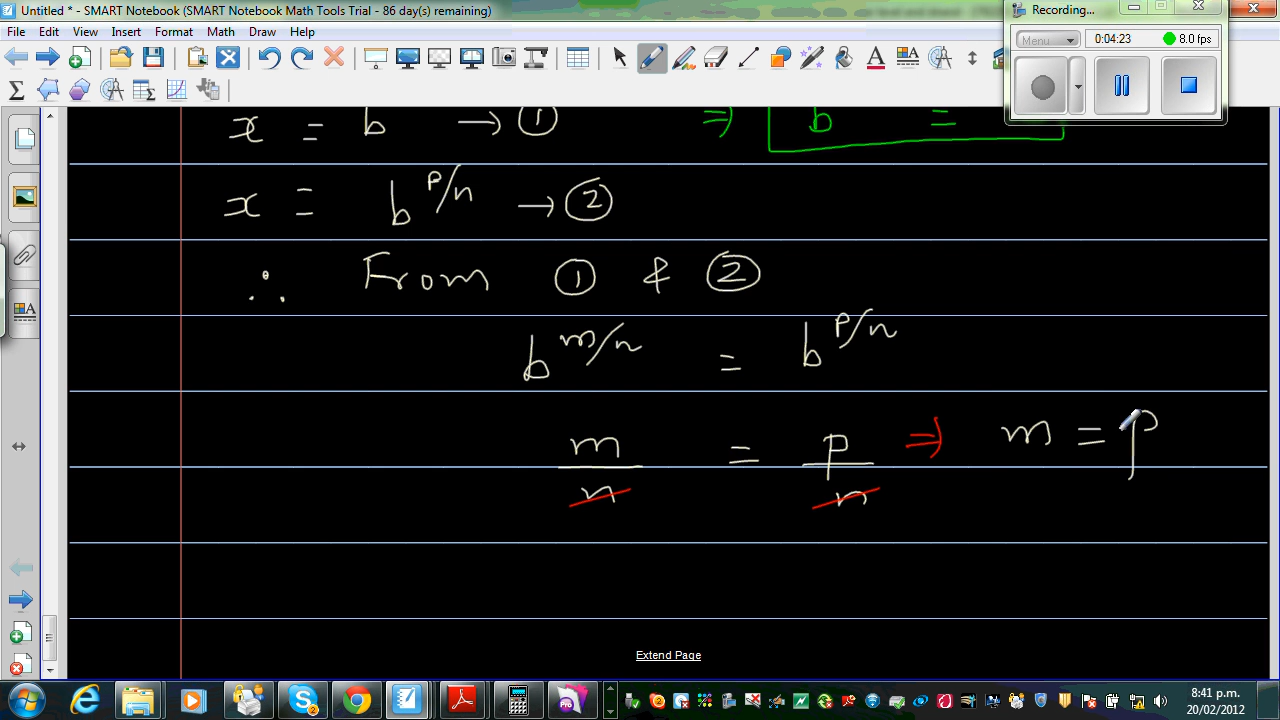 Untitled * - SMART Notebook (SMART Notebook Math Tools Trial - 86 day(s) remaining)
Recording...
File Edit View Insert Format Math Draw Help
Menu 0:04:23 8.0 fps
x = b → ① ⇒ b =
x = b^p/n → ②
∴ From ① & ②
b^m/n = b^p/n
m/n = p/n ⇒ m = p
Extend Page
8:41 p.m.
20/02/2012